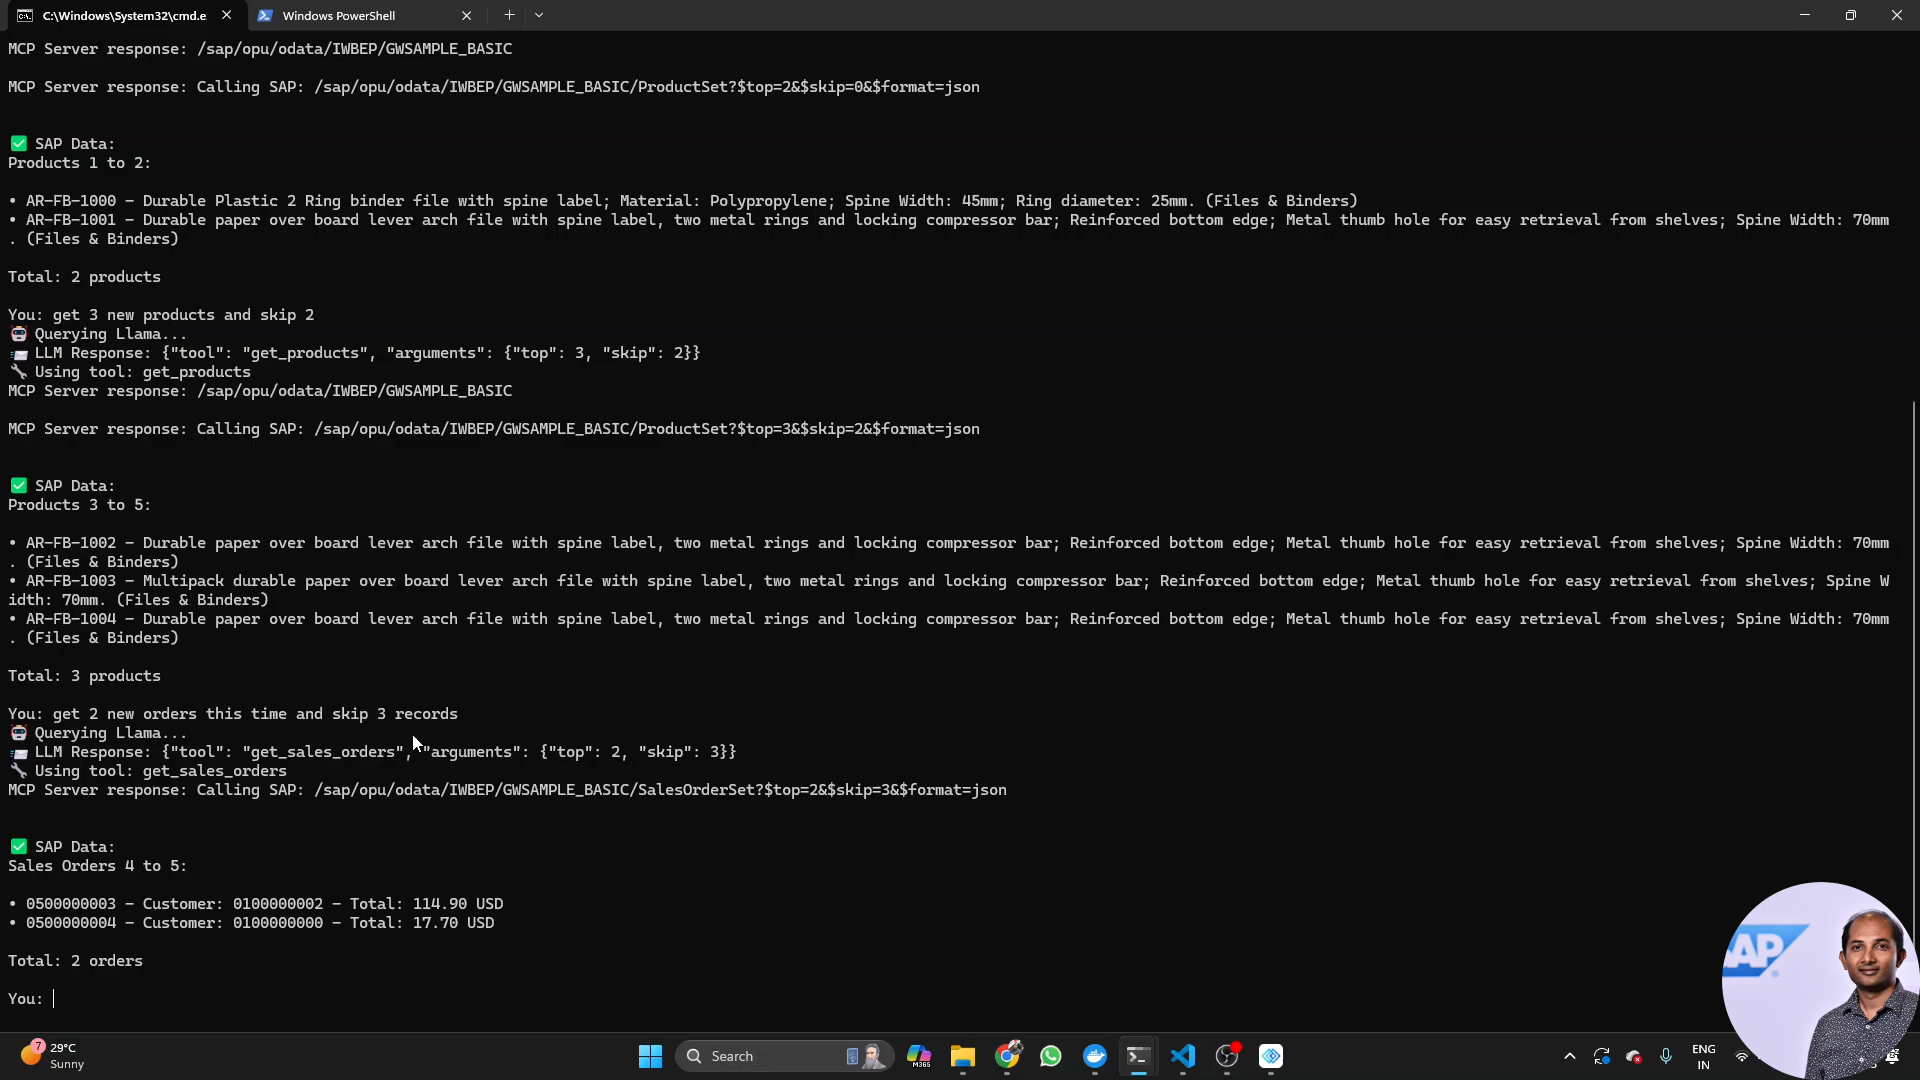 C:\Windows\System32\cmd.e
Windows PowerShell
MCP Server response: /sap/opu/odata/IWBEP/GWSAMPLE_BASIC
MCP Server response: Calling SAP: /sap/opu/odata/IWBEP/GWSAMPLE_BASIC/ProductSet?$top=2&$skip=0&$format=json
✅ SAP Data:
Products 1 to 2:
• AR-FB-1000 – Durable Plastic 2 Ring binder file with spine label; Material: Polypropylene; Spine Width: 45mm; Ring diameter: 25mm. (Files & Binders)
• AR-FB-1001 – Durable paper over board lever arch file with spine label, two metal rings and locking compressor bar; Reinforced bottom edge; Metal thumb hole for easy retrieval from shelves; Spine Width: 70mm
. (Files & Binders)
Total: 2 products
You: get 3 new products and skip 2
🤖 Querying Llama...
📨 LLM Response: {"tool": "get_products", "arguments": {"top": 3, "skip": 2}}
🔧 Using tool: get_products
MCP Server response: /sap/opu/odata/IWBEP/GWSAMPLE_BASIC
MCP Server response: Calling SAP: /sap/opu/odata/IWBEP/GWSAMPLE_BASIC/ProductSet?$top=3&$skip=2&$format=json
✅ SAP Data:
Products 3 to 5:
• AR-FB-1002 – Durable paper over board lever arch file with spine label, two metal rings and locking compressor bar; Reinforced bottom edge; Metal thumb hole for easy retrieval from shelves; Spine Width: 70mm
. (Files & Binders)
• AR-FB-1003 – Multipack durable paper over board lever arch file with spine label, two metal rings and locking compressor bar; Reinforced bottom edge; Metal thumb hole for easy retrieval from shelves; Spine W
idth: 70mm. (Files & Binders)
• AR-FB-1004 – Durable paper over board lever arch file with spine label, two metal rings and locking compressor bar; Reinforced bottom edge; Metal thumb hole for easy retrieval from shelves; Spine Width: 70mm
. (Files & Binders)
Total: 3 products
You: get 2 new orders this time and skip 3 records
🤖 Querying Llama...
📨 LLM Response: {"tool": "get_sales_orders", "arguments": {"top": 2, "skip": 3}}
🔧 Using tool: get_sales_orders
MCP Server response: Calling SAP: /sap/opu/odata/IWBEP/GWSAMPLE_BASIC/SalesOrderSet?$top=2&$skip=3&$format=json
✅ SAP Data:
Sales Orders 4 to 5:
• 0500000003 – Customer: 0100000002 – Total: 114.90 USD
• 0500000004 – Customer: 0100000000 – Total: 17.70 USD
Total: 2 orders
You:
7
29°C
Sunny
Search
M365
ENG
IN